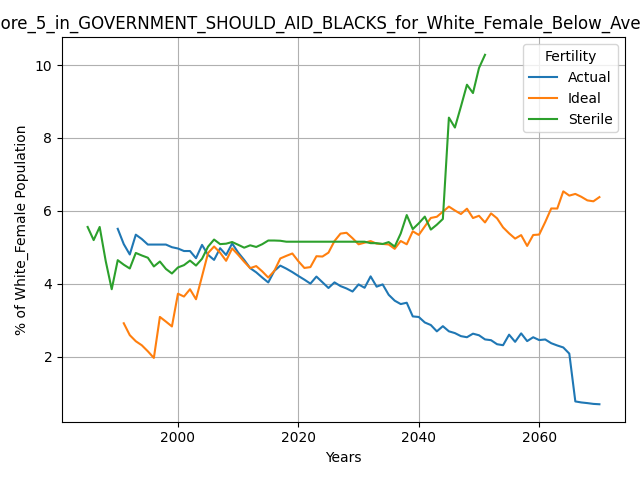 ore_5_in_GOVERNMENT_SHOULD_AID_BLACKS_for_White_Female_Below_Ave
Fertility
Actual
Ideal
Sterile
% of White_Female Population
10
8
6
4
2
2000 2020 2040 2060
Years